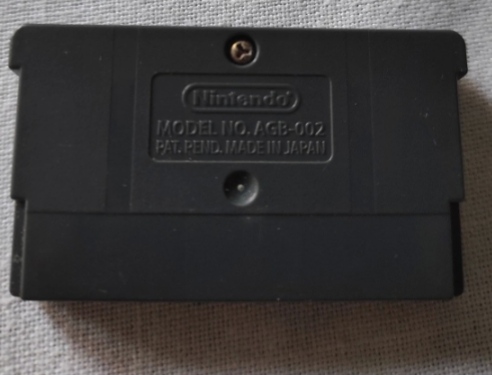 Nintendo
MODEL NO. AGB-002
PAT. PEND. MADE IN JAPAN